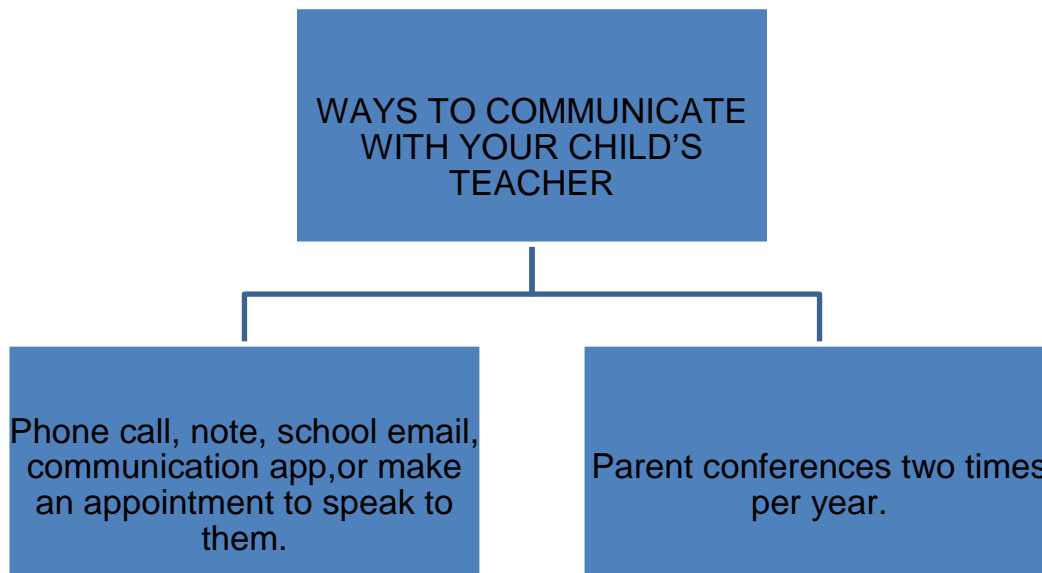 WAYS TO COMMUNICATE
WITH YOUR CHILD’S
TEACHER
Phone call, note, school email,
communication app,or make
an appointment to speak to
them.
Parent conferences two times
per year.